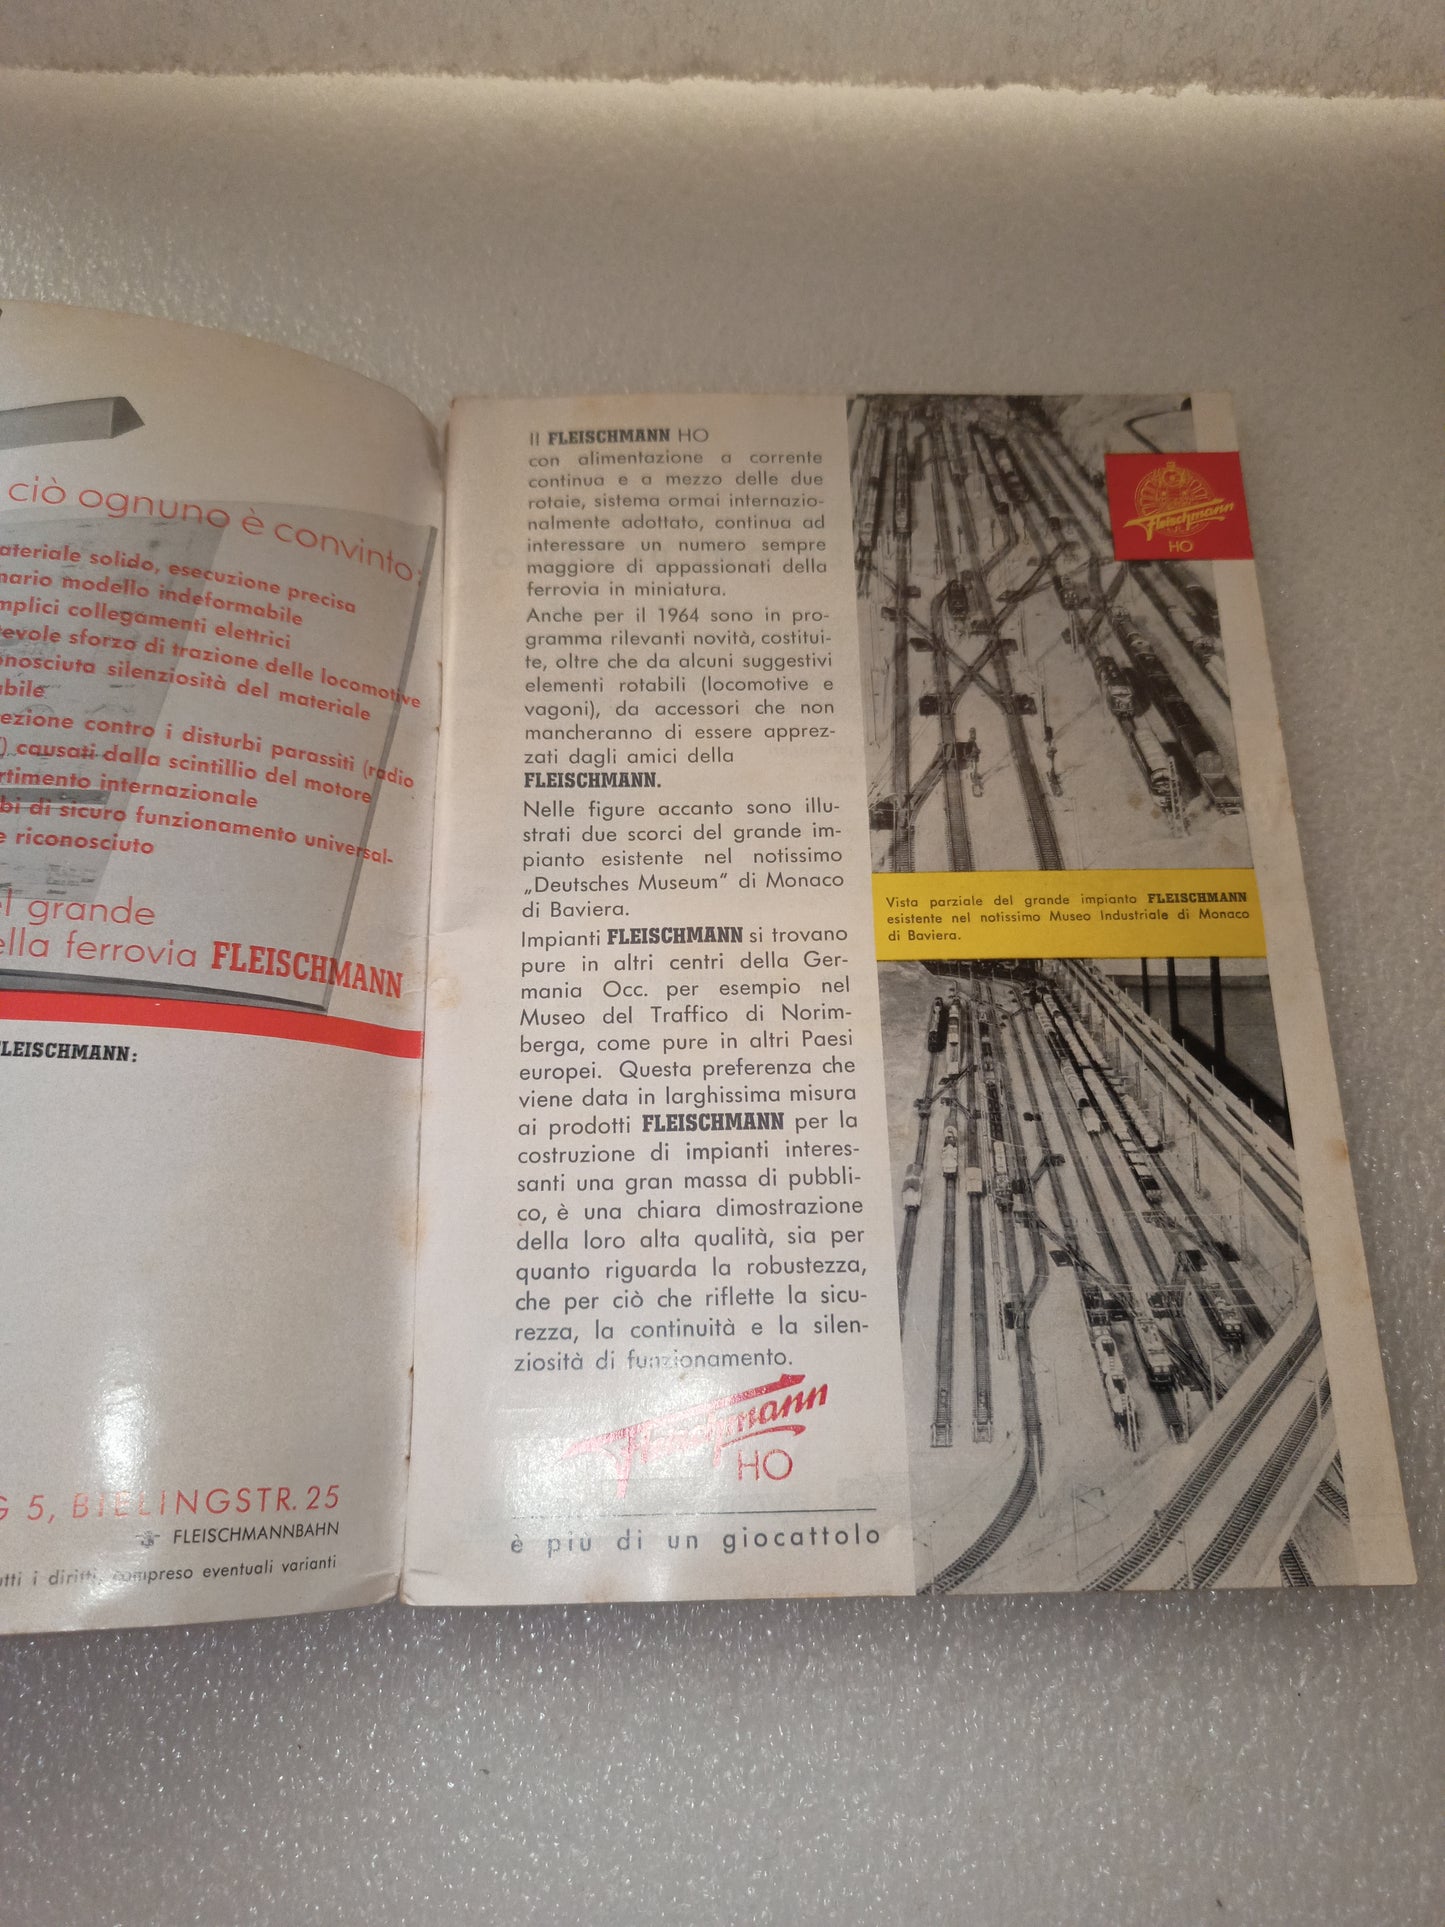 ciò ognuno è convinto:
materiale solido, esecuzione precisa
modello indeformabile
collegamenti elettrici
sforzo di trazione delle locomotive
silenziosità del materiale
contro i disturbi parassiti (radio
causati dalla scintillio del motore
internazionale
di sicuro funzionamento universal-
riconosciuto
grande
ferrovia FLEISCHMANN
FLEISCHMANN:
5, BIELINGSTR. 25
FLEISCHMANNBAHN
i diritti, compreso eventuali varianti
Il FLEISCHMANN HO
con alimentazione a corrente
continua e a mezzo delle due
rotaie, sistema ormai internazio-
nalmente adottato, continua ad
interessare un numero sempre
maggiore di appassionati della
ferrovia in miniatura.
Anche per il 1964 sono in pro-
gramma rilevanti novità, costitui-
te, oltre che da alcuni suggestivi
elementi rotabili (locomotive e
vagoni), da accessori che non
mancheranno di essere apprez-
zati dagli amici della
FLEISCHMANN.
Nelle figure accanto sono illu-
strati due scorci del grande im-
pianto esistente nel notissimo
„Deutsches Museum“ di Monaco
di Baviera.
Impianti FLEISCHMANN si trovano
pure in altri centri della Ger-
mania Occ. per esempio nel
Museo del Traffico di Norim-
berga, come pure in altri Paesi
europei. Questa preferenza che
viene data in larghissima misura
ai prodotti FLEISCHMANN per la
costruzione di impianti interes-
santi una gran massa di pubbli-
co, è una chiara dimostrazione
della loro alta qualità, sia per
quanto riguarda la robustezza,
che per ciò che riflette la sicu-
rezza, la continuità e la silen-
ziosità di funzionamento.
Fleischmann
HO
è più di un giocattolo
Fleischmann
HO
Vista parziale del grande impianto FLEISCHMANN
esistente nel notissimo Museo Industriale di Monaco
di Baviera.